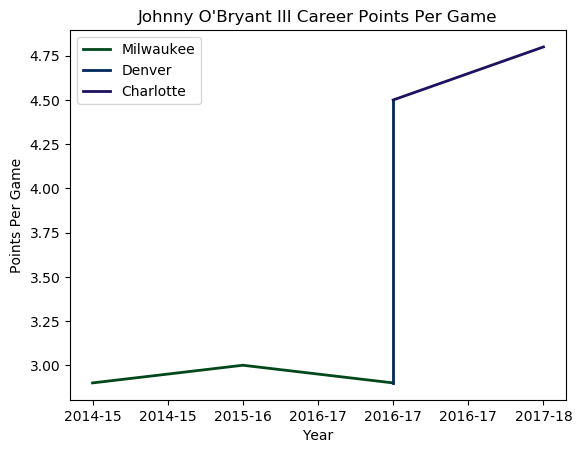 Johnny O'Bryant III Career Points Per Game
Milwaukee
Denver
Charlotte
4.75
4.50
4.25
4.00
3.75
3.50
3.25
3.00
Points Per Game
2014-15 2014-15 2015-16 2016-17 2016-17 2016-17 2017-18
Year